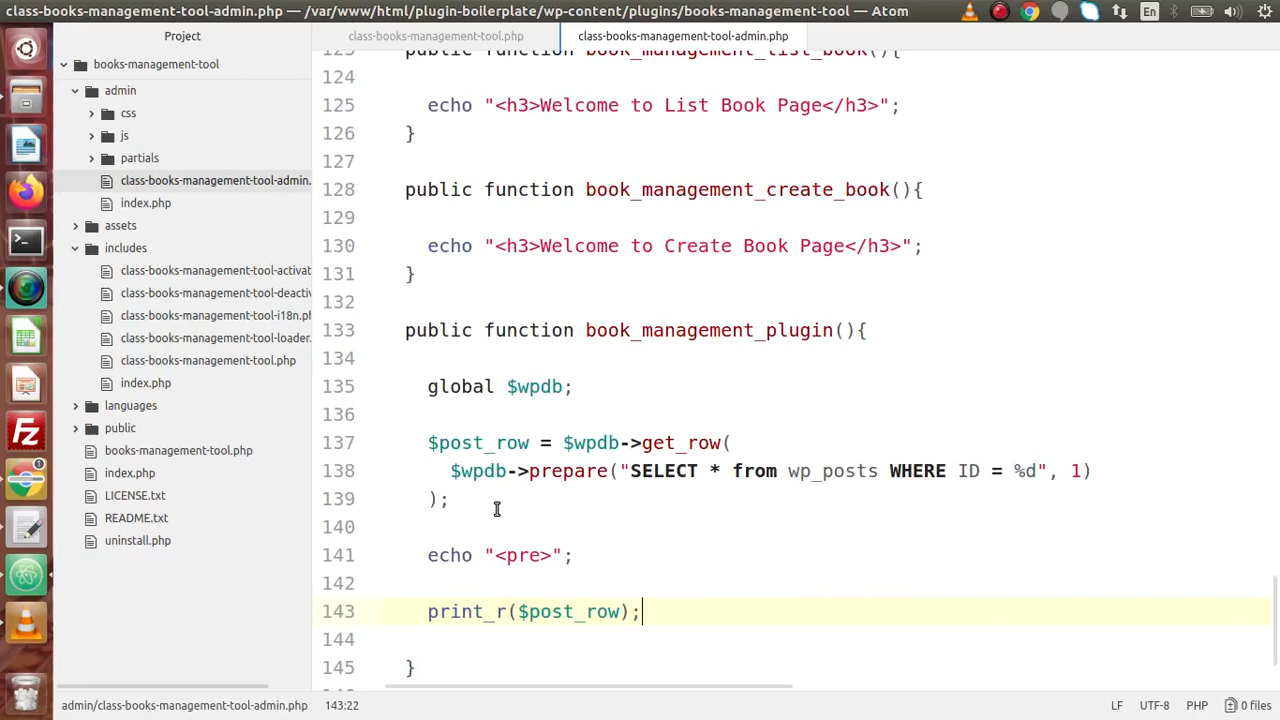 class-books-management-tool-admin.php — /var/www/html/plugin-boilerplate/wp-content/plugins/books-management-tool — Atom
En
Project
class-books-management-tool.php
class-books-management-tool-admin.php
books-management-tool
admin
css
js
partials
class-books-management-tool-admin.
index.php
assets
includes
class-books-management-tool-activat
class-books-management-tool-deactiv
class-books-management-tool-i18n.ph
class-books-management-tool-loader.
class-books-management-tool.php
index.php
languages
public
books-management-tool.php
index.php
LICENSE.txt
README.txt
uninstall.php
123 public function book_management_list_book(){
124
125 echo "<h3>Welcome to List Book Page</h3>";
126 }
127
128 public function book_management_create_book(){
129
130 echo "<h3>Welcome to Create Book Page</h3>";
131 }
132
133 public function book_management_plugin(){
134
135 global $wpdb;
136
137 $post_row = $wpdb->get_row(
138 $wpdb->prepare("SELECT * from wp_posts WHERE ID = %d", 1)
139 );
140
141 echo "<pre>";
142
143 print_r($post_row);
144
145 }
admin/class-books-management-tool-admin.php 143:22 LF UTF-8 PHP 0 files